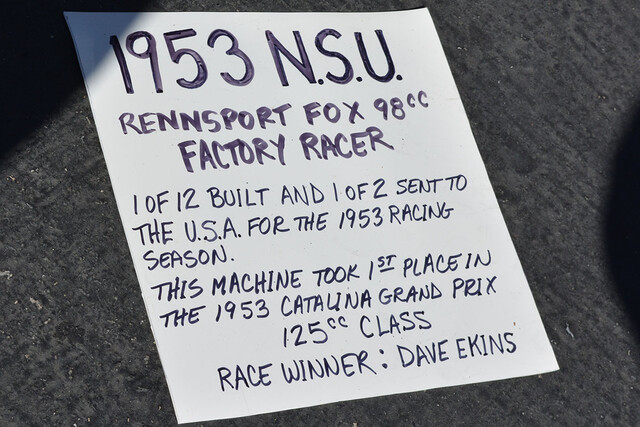 1953 N.S.U.
RENNSPORT FOX 98cc
FACTORY RACER
1 OF 12 BUILT AND 1 OF 2 SENT TO
THE U.S.A. FOR THE 1953 RACING
SEASON.
THIS MACHINE TOOK 1ST PLACE IN
THE 1953 CATALINA GRAND PRIX
125cc CLASS
RACE WINNER: DAVE EKINS